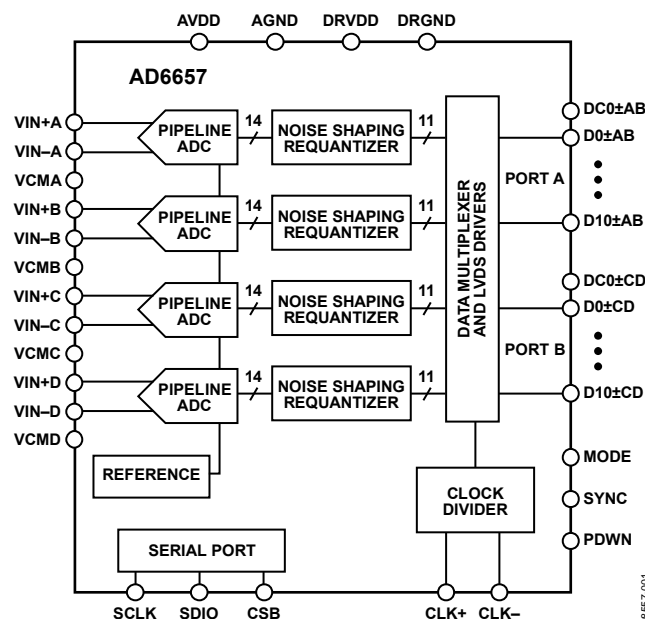 AVDD AGND DRVDD DRGND
AD6657
VIN+A
VIN–A
VCMA
VIN+B
VIN–B
VCMB
VIN+C
VIN–C
VCMC
VIN+D
VIN–D
VCMD
PIPELINE
ADC
14
NOISE SHAPING
REQUANTIZER
11
PIPELINE
ADC
14
NOISE SHAPING
REQUANTIZER
11
PIPELINE
ADC
14
NOISE SHAPING
REQUANTIZER
11
PIPELINE
ADC
14
NOISE SHAPING
REQUANTIZER
11
DATA MULTIPLEXER
AND LVDS DRIVERS
PORT A
PORT B
DC0±AB
D0±AB
D10±AB
DC0±CD
D0±CD
D10±CD
MODE
SYNC
PDWN
REFERENCE
SERIAL PORT
CLOCK
DIVIDER
SCLK SDIO CSB CLK+ CLK–